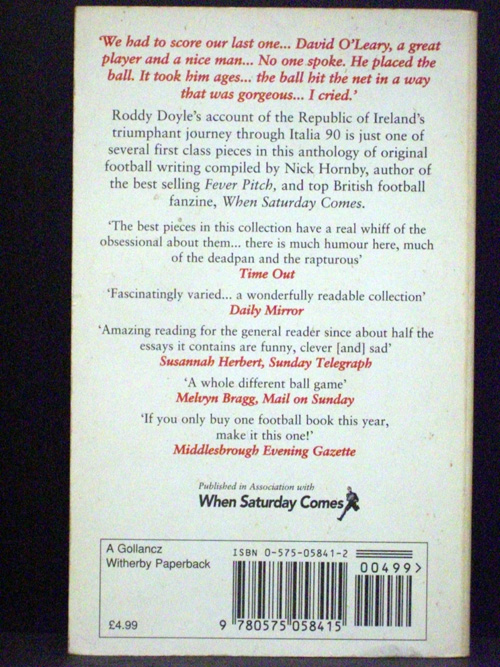 'We had to score our last one... David O'Leary, a great
player and a nice man... No one spoke. He placed the
ball. It took him ages... the ball hit the net in a way
that was gorgeous... I cried.'
Roddy Doyle's account of the Republic of Ireland's
triumphant journey through Italia 90 is just one of
several first class pieces in this anthology of original
football writing compiled by Nick Hornby, author of
the best selling Fever Pitch, and top British football
fanzine, When Saturday Comes.
'The best pieces in this collection have a real whiff of the
obsessional about them... there is much humour here, much
of the deadpan and the rapturous'
Time Out
'Fascinatingly varied... a wonderfully readable collection'
Daily Mirror
'Amazing reading for the general reader since about half the
essays it contains are funny, clever [and] sad'
Susannah Herbert, Sunday Telegraph
'A whole different ball game'
Melvyn Bragg, Mail on Sunday
'If you only buy one football book this year,
make it this one!'
Middlesbrough Evening Gazette
Published in Association with
When Saturday Comes
A Gollancz
Witherby Paperback
£4.99
ISBN 0-575-05841-2
00499>
9 780575 058415